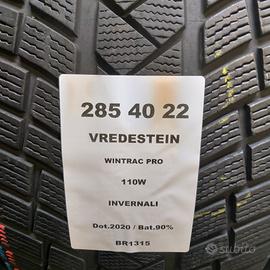 285 40 22
VREDESTEIN
WINTRAC PRO
110W
INVERNALI
Dot.2020 / Bat.90%
BR1315
subito